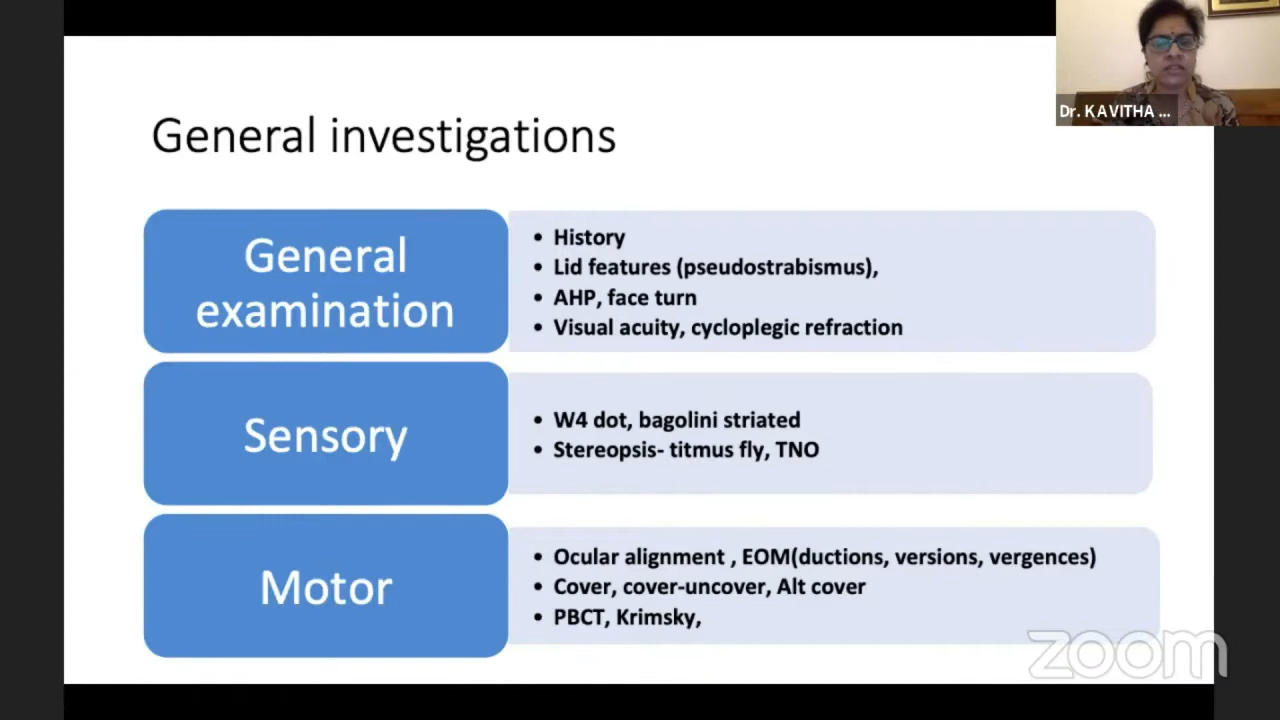 Dr. KAVITHA ...
General investigations
General
examination
• History
• Lid features (pseudostrabismus),
• AHP, face turn
• Visual acuity, cycloplegic refraction
Sensory
• W4 dot, bagolini striated
• Stereopsis- titmus fly, TNO
Motor
• Ocular alignment , EOM(ductions, versions, vergences)
• Cover, cover-uncover, Alt cover
• PBCT, Krimsky,
zoom